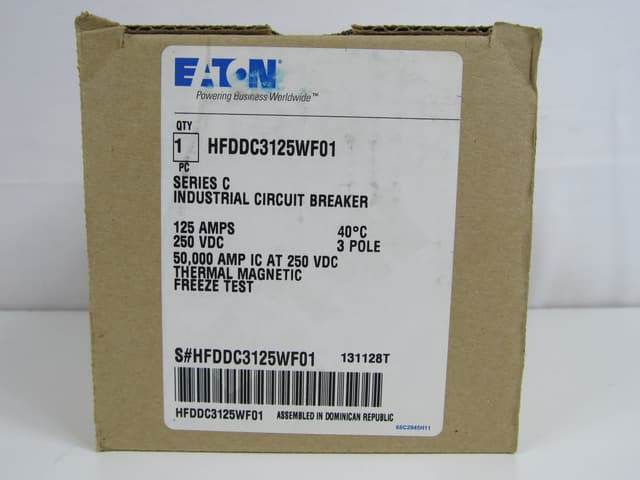 EATON
Powering Business Worldwide™
QTY
1 HFDDC3125WF01
PC
SERIES C
INDUSTRIAL CIRCUIT BREAKER
125 AMPS 40°C
250 VDC 3 POLE
50,000 AMP IC AT 250 VDC
THERMAL MAGNETIC
FREEZE TEST
S#HFDDC3125WF01 131128T
HFDDC3125WF01 ASSEMBLED IN DOMINICAN REPUBLIC
66C2945H11